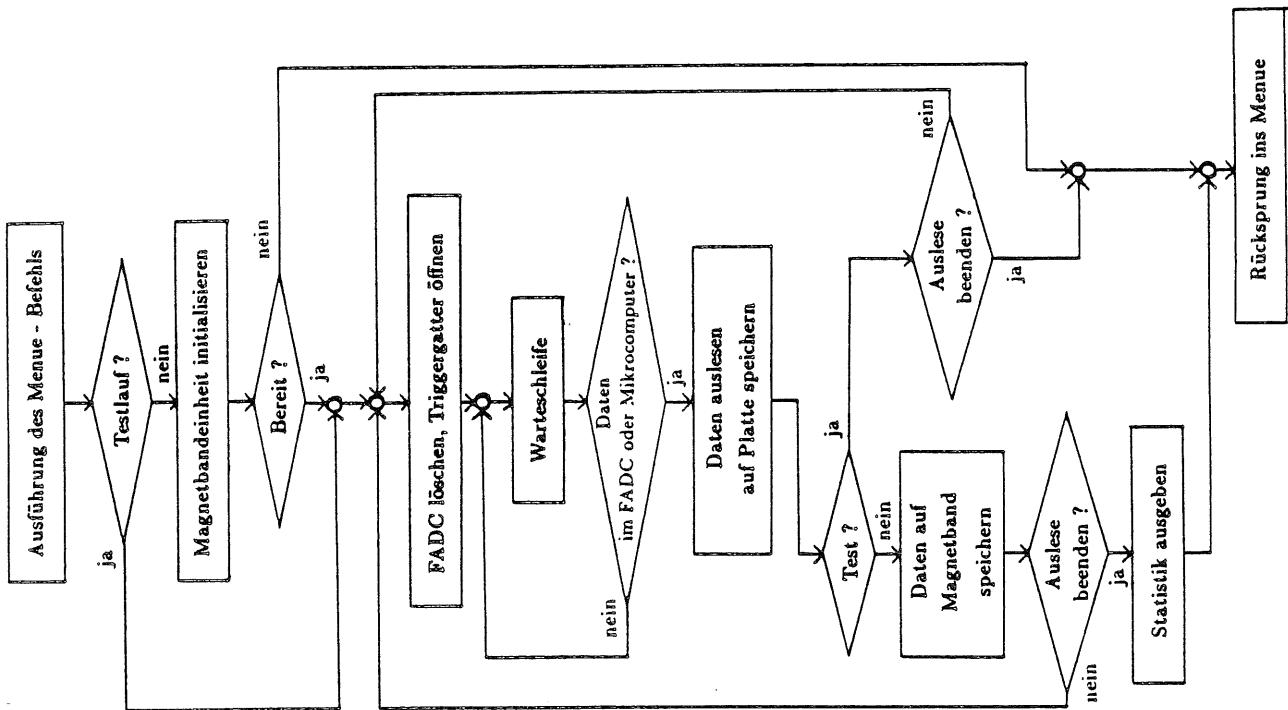 Ausführung des Menue - Befehls
Testlauf ?
ja
nein
Magnetbandeinheit initialisieren
Bereit ?
nein
ja
FADC löschen, Triggergatter öffnen
Warteschleife
Daten
im FADC oder Mikrocomputer ?
nein
ja
Daten auslesen
auf Platte speichern
Test ?
ja
nein
Daten auf
Magnetband
speichern
Auslese
beenden ?
nein
ja
Auslese
beenden ?
nein
ja
Statistik ausgeben
Rücksprung ins Menue